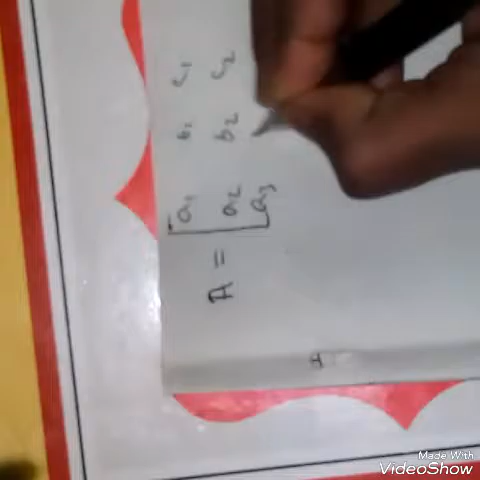 A = [a₁ b₁ c₁
a₂ b₂ c₂
a₃
Made With
VideoShow